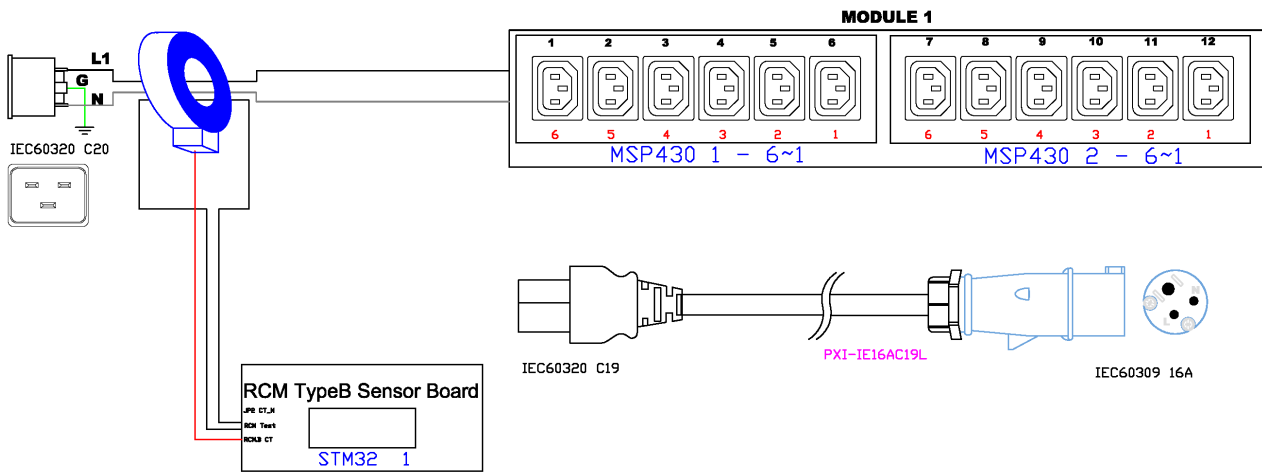 MODULE 1
1 2 3 4 5 6 7 8 9 10 11 12
L1
G
N
6 5 4 3 2 1 6 5 4 3 2 1
IEC60320 C20
MSP430 1 - 6~1 MSP430 2 - 6~1
N
L
PXI-IE16AC19L
IEC60320 C19
IEC60309 16A
RCM TypeB Sensor Board
JP2 CT_N
RCM Test
RCMB CT
STM32 1